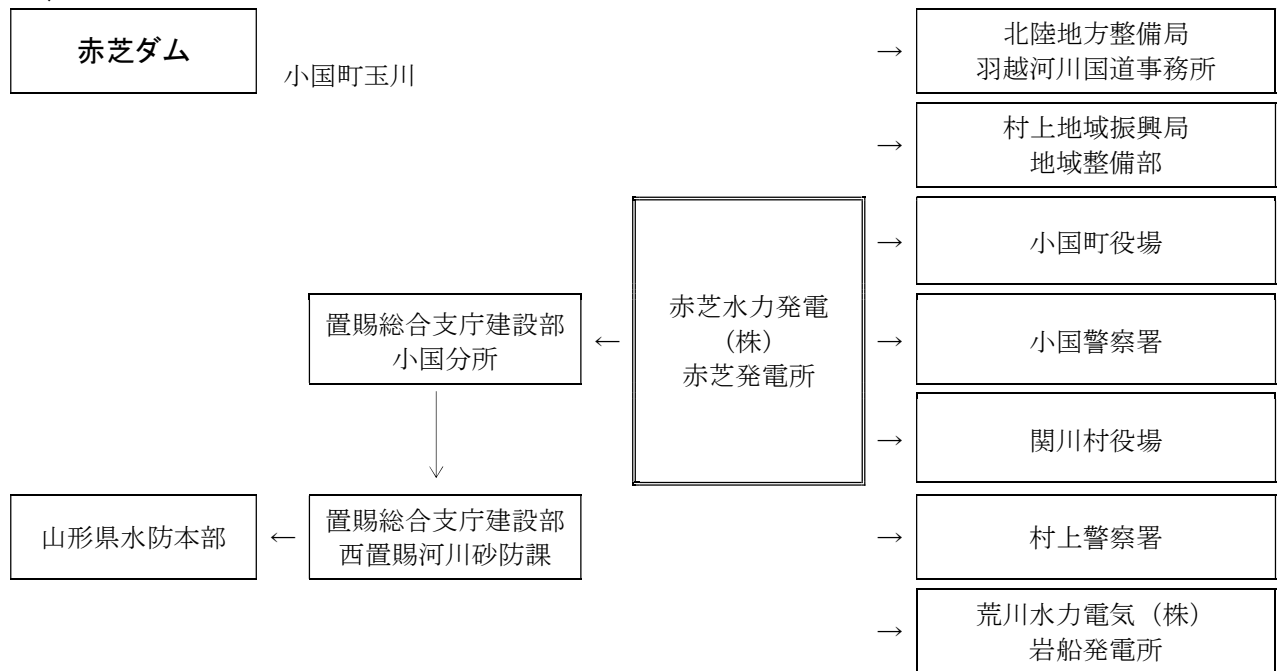 赤芝ダム
小国町玉川
→
北陸地方整備局
羽越河川国道事務所
→
村上地域振興局
地域整備部
→
小国町役場
置賜総合支庁建設部
小国分所
←
赤芝水力発電
(株)
赤芝発電所
→
小国警察署
→
関川村役場
山形県水防本部
←
置賜総合支庁建設部
西置賜河川砂防課
→
村上警察署
→
荒川水力電気（株）
岩船発電所